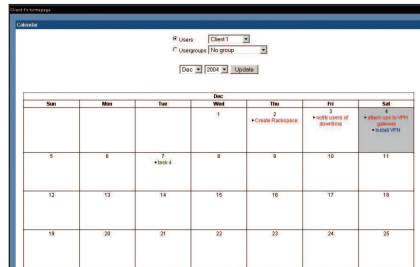 Client Ex homepage
Calendar
Users Client 1
Usergroups No group
Dec 2004 Update
Dec
Sun Mon Tue Wed Thu Fri Sat
1 2 3 4
Create Rackspace
notify users of downtime
attach ups to VPN gateway
Install VPN
5 6 7 8 9 10 11
task 4
12 13 14 15 16 17 18
19 20 21 22 23 24 25